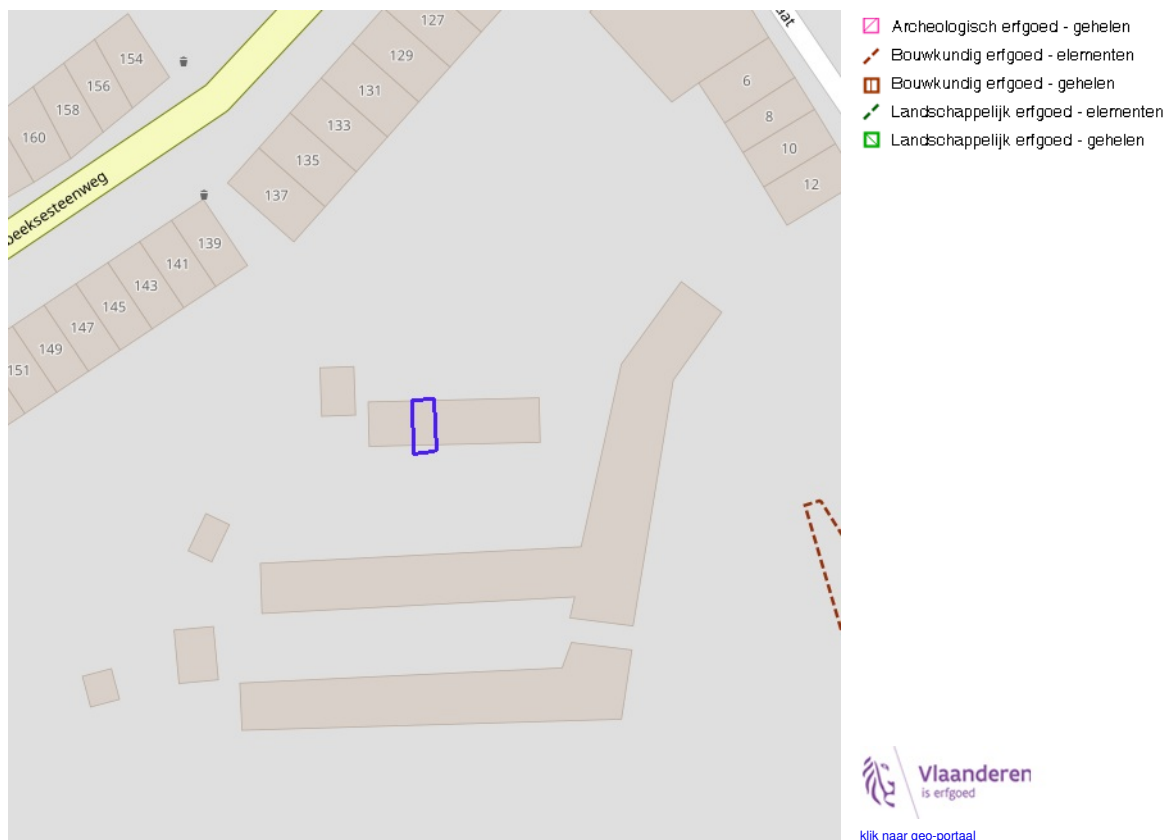 127
129
131
133
135
137
154
156
158
160
6
8
10
12
139
141
143
145
147
149
151
Archeologisch erfgoed - gehelen
Bouwkundig erfgoed - elementen
Bouwkundig erfgoed - gehelen
Landschappelijk erfgoed - elementen
Landschappelijk erfgoed - gehelen
Vlaanderen
is erfgoed
klik naar geo-portaal